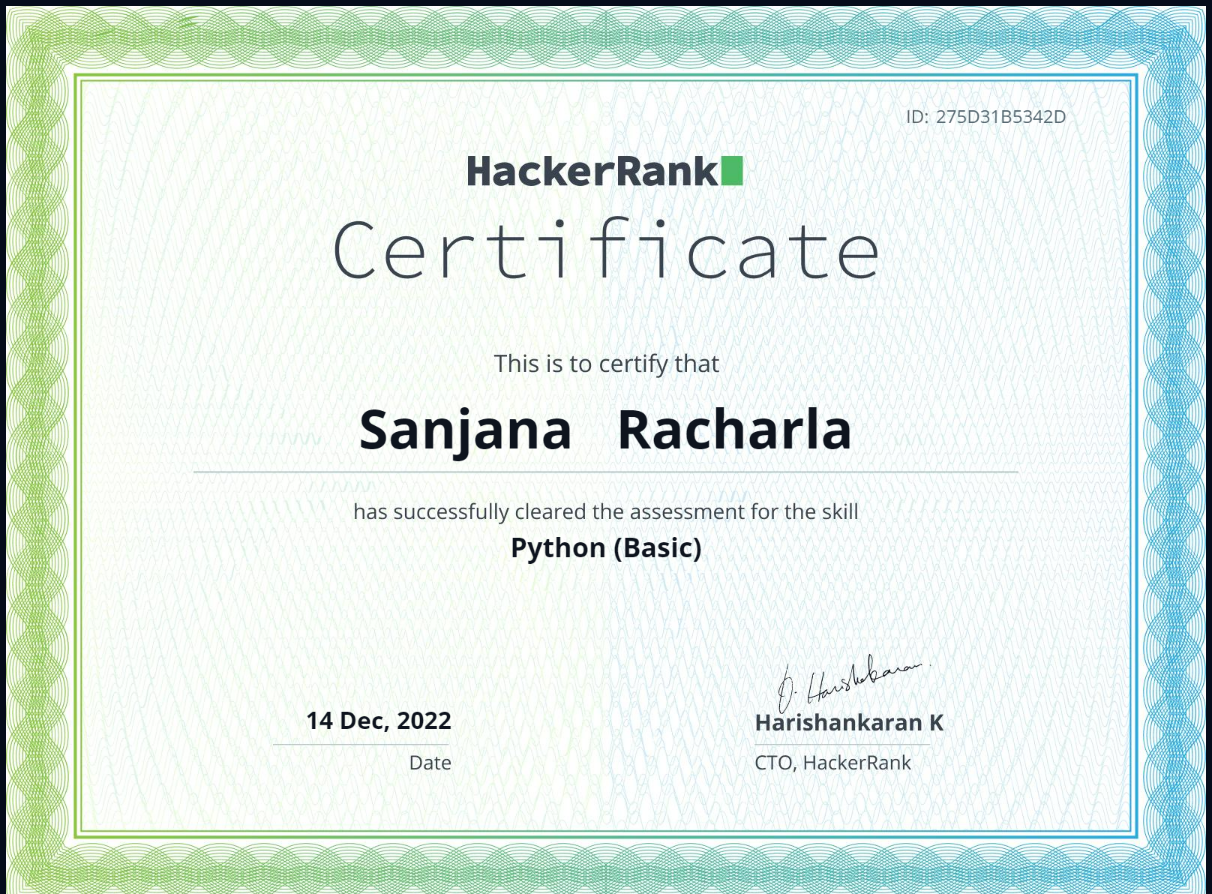 ID: 275D31B5342D
HackerRank
Certificate
This is to certify that
Sanjana Racharla
has successfully cleared the assessment for the skill
Python (Basic)
14 Dec, 2022
Date
Harishankaran K
CTO, HackerRank